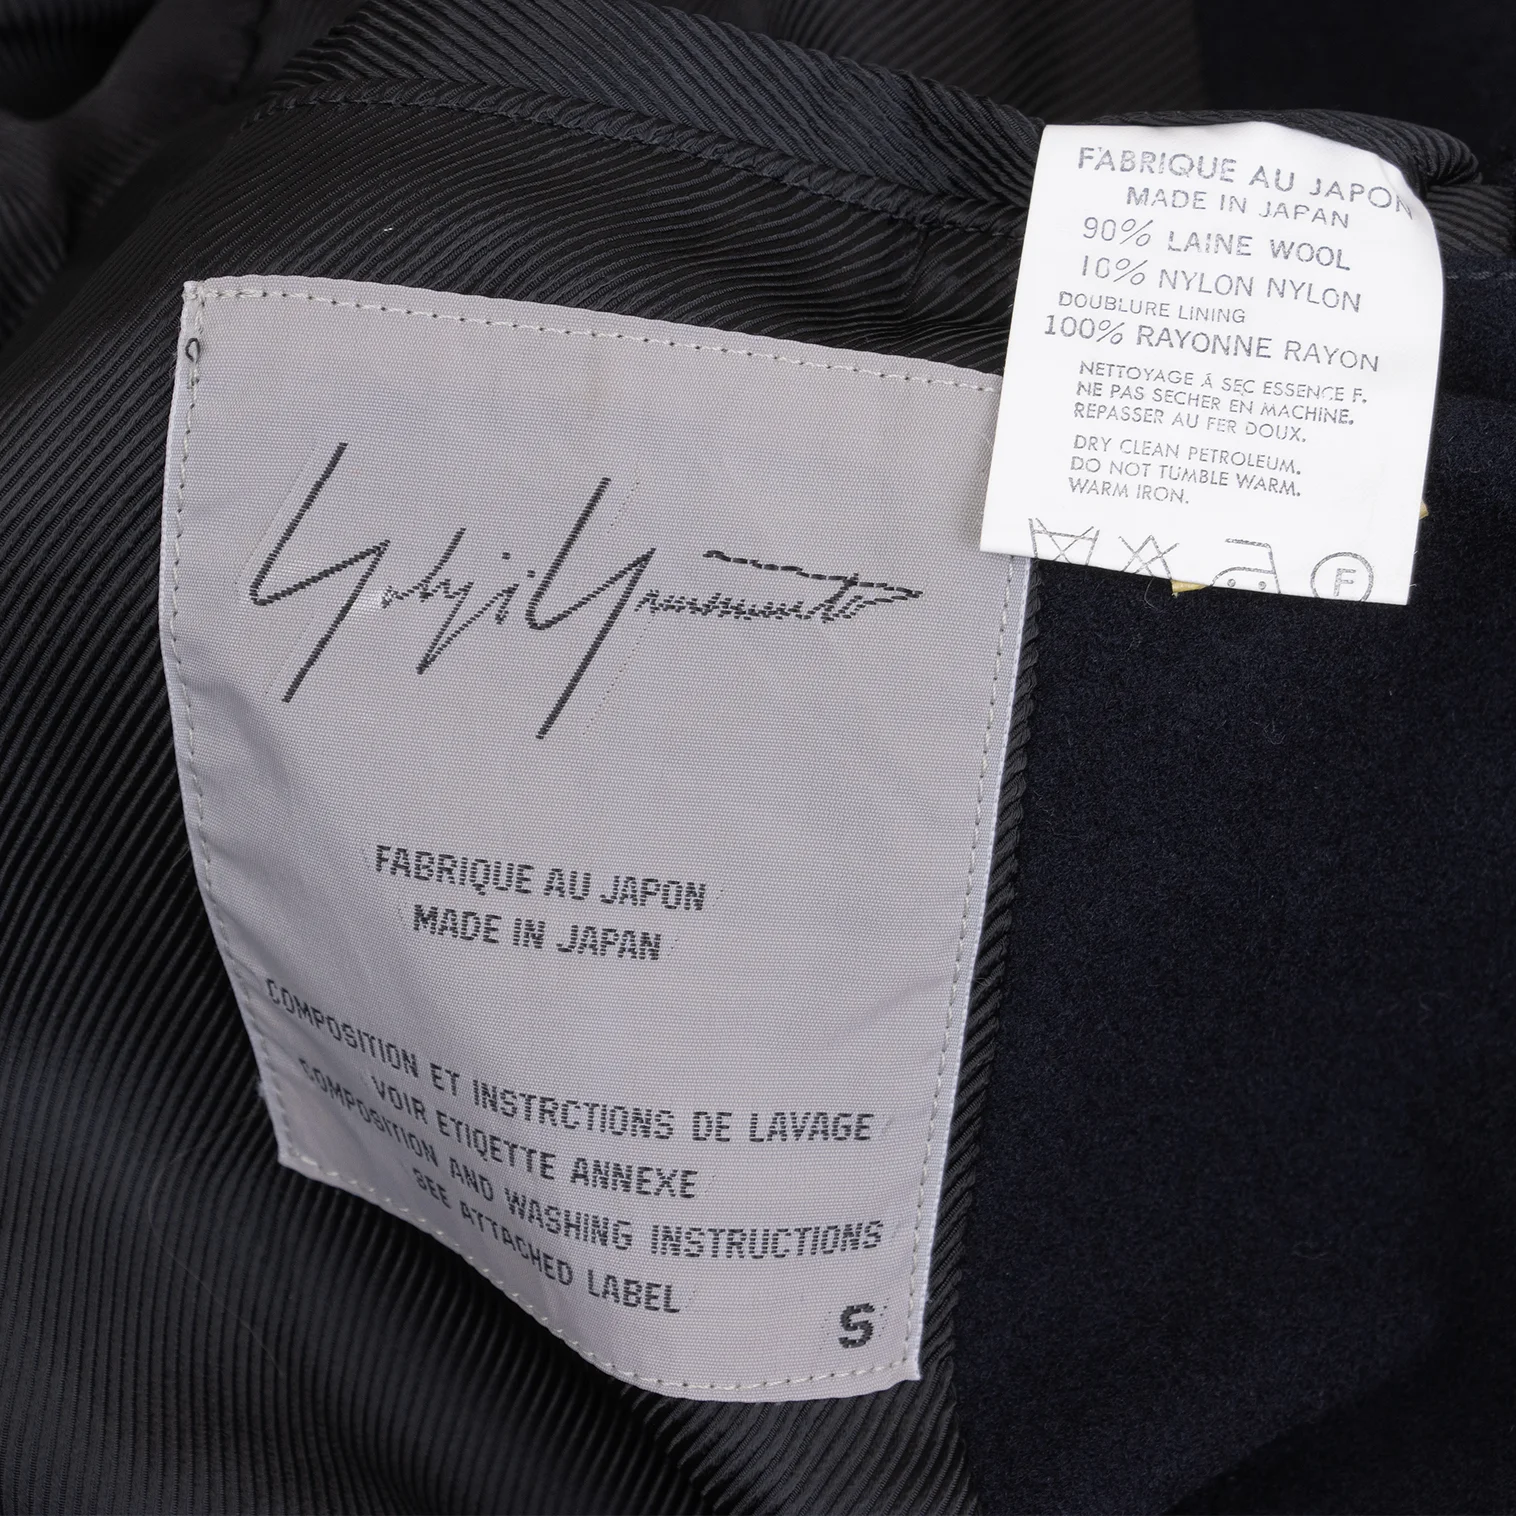 Yohji Yamamoto
FABRIQUE AU JAPON
MADE IN JAPAN
COMPOSITION ET INSTRCTIONS DE LAVAGE
VOIR ETIQETTE ANNEXE
COMPOSITION AND WASHING INSTRUCTIONS
SEE ATTACHED LABEL
S
FABRIQUE AU JAPON
MADE IN JAPAN
90% LAINE WOOL
10% NYLON NYLON
DOUBLURE LINING
100% RAYONNE RAYON
NETTOYAGE À SEC ESSENCE F.
NE PAS SECHER EN MACHINE.
REPASSER AU FER DOUX.
DRY CLEAN PETROLEUM.
DO NOT TUMBLE WARM.
WARM IRON.
F